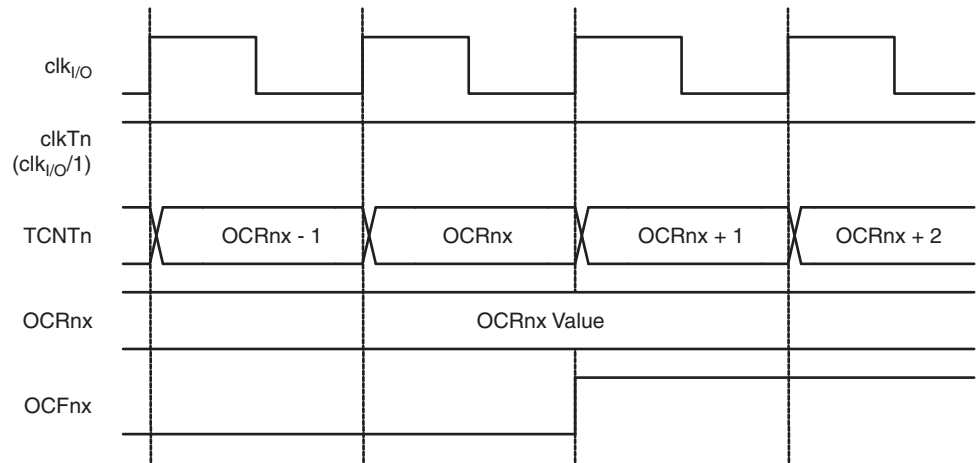 clkI/O
clkTn
(clkI/O/1)
TCNTn
OCRnx - 1
OCRnx
OCRnx + 1
OCRnx + 2
OCRnx
OCRnx Value
OCFnx